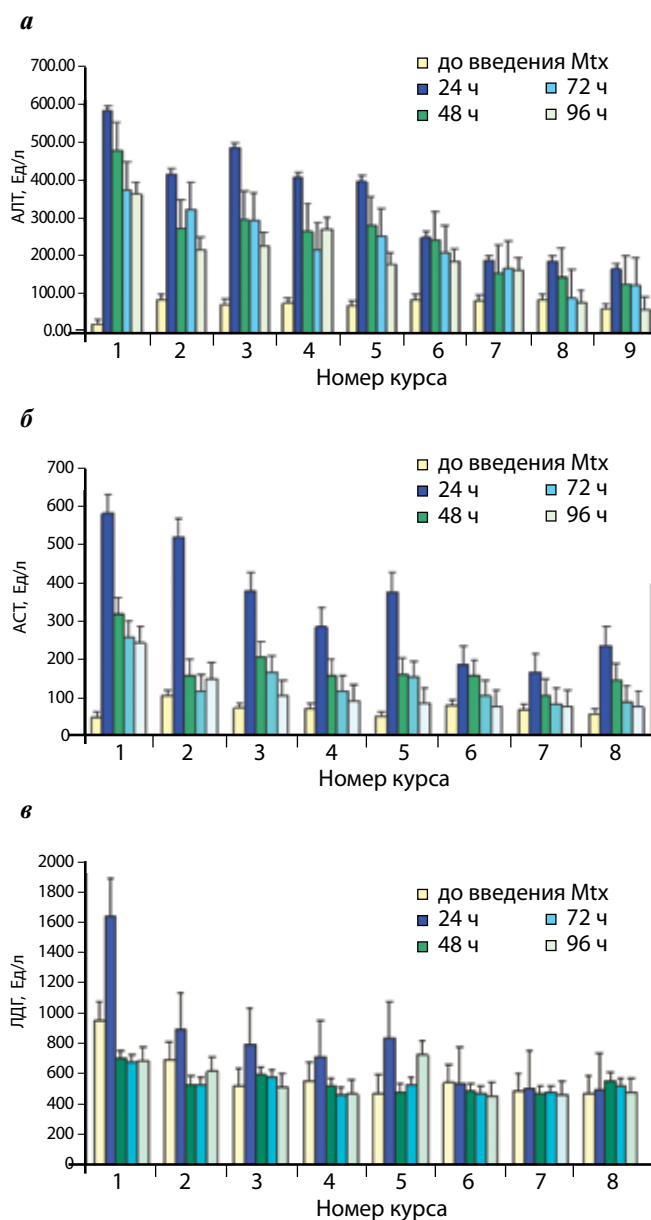 а
700.00
600.00
500.00
400.00
300.00
200.00
100.00
0.00
АЛТ, Ед/л
до введения Mtx
24 ч 72 ч
48 ч 96 ч
1 2 3 4 5 6 7 8 9
Номер курса
б
700
600
500
400
300
200
100
0
АСТ, Ед/л
до введения Mtx
24 ч 72 ч
48 ч 96 ч
1 2 3 4 5 6 7 8
Номер курса
в
2000
1800
1600
1400
1200
1000
800
600
400
200
0
ЛДГ, Ед/л
до введения Mtx
24 ч 72 ч
48 ч 96 ч
1 2 3 4 5 6 7 8
Номер курса